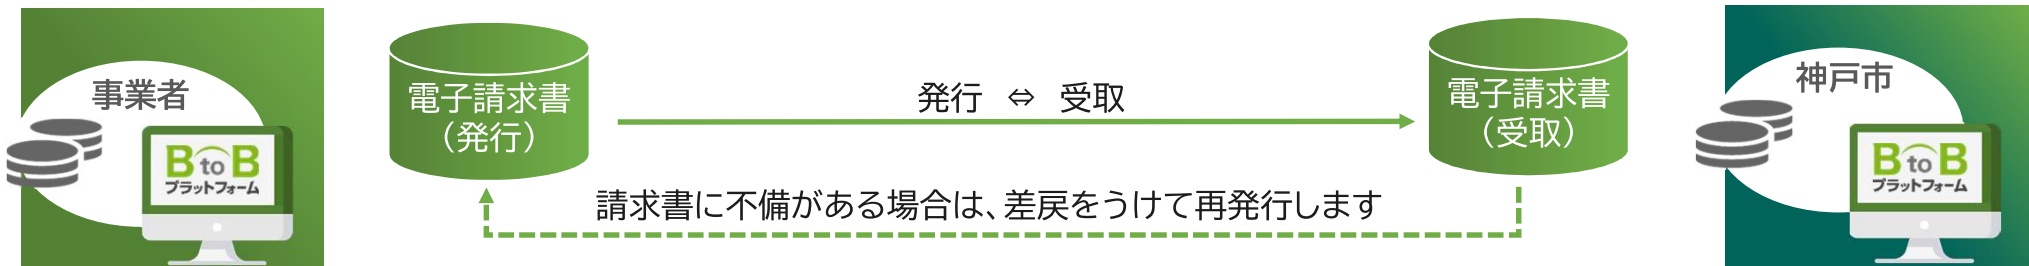 事業者
BtoB
プラットフォーム
電子請求書
（発行）
発行 ⇔ 受取
請求書に不備がある場合は、差戻をうけて再発行します
電子請求書
（受取）
神戸市
BtoB
プラットフォーム